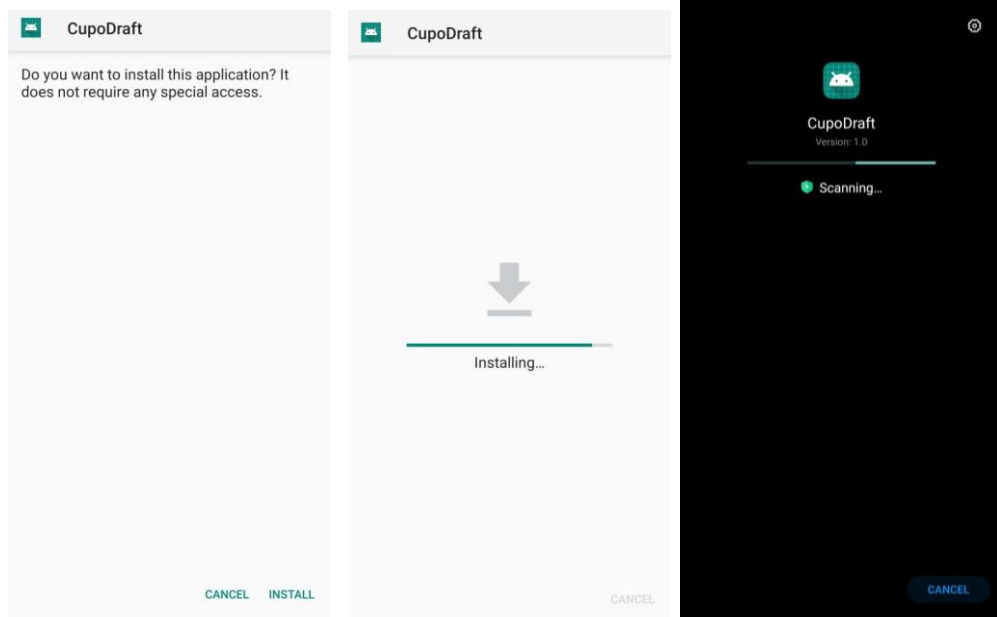 CupoDraft
Do you want to install this application? It
does not require any special access.
CANCEL INSTALL
CupoDraft
Installing...
CANCEL
CupoDraft
Version: 1.0
Scanning...
CANCEL